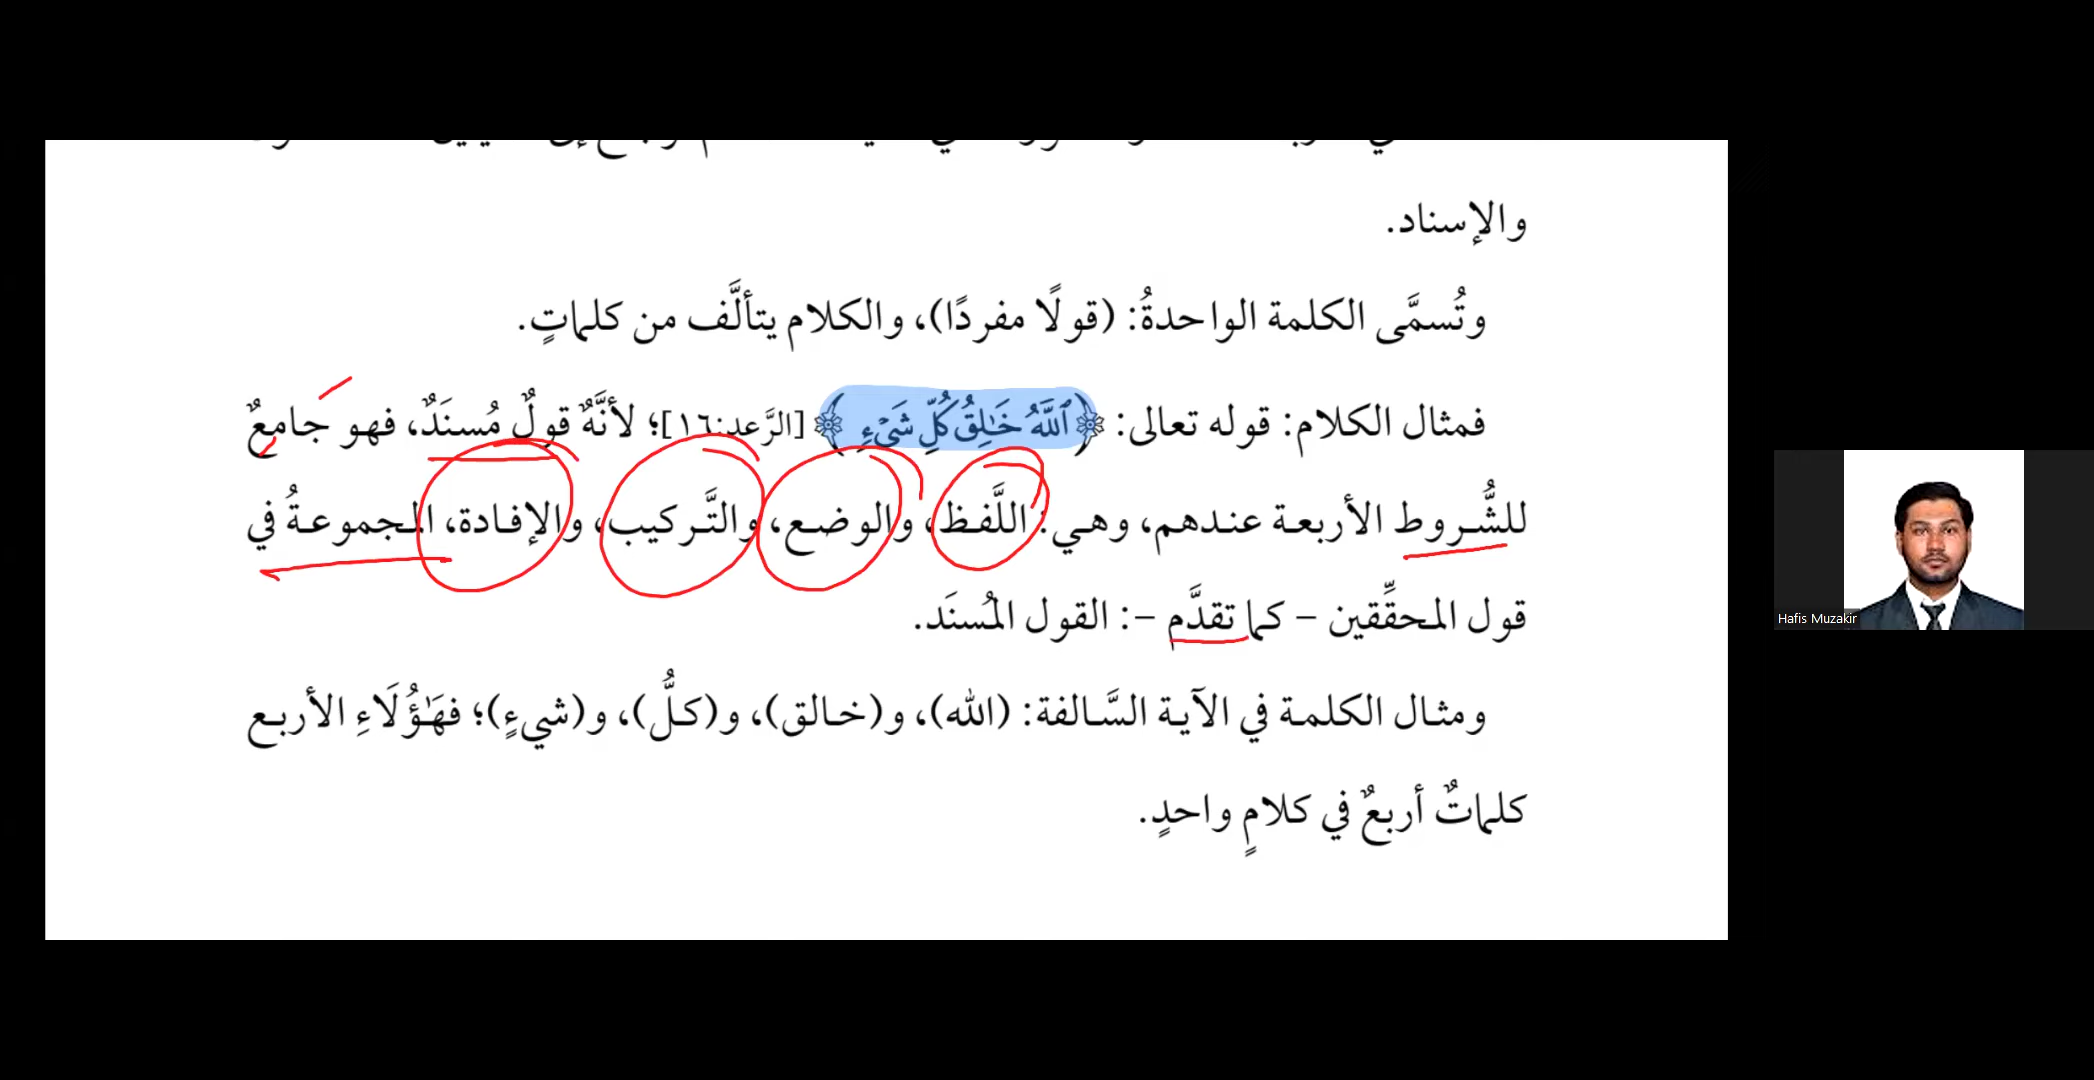 والإسناد.
وتُسمَّى الكلمة الواحدةُ: (قولًا مفردًا)، والكلام يتألَّف من كلماتٍ.
فمثال الكلام: قوله تعالى: ﴿ٱللَّهُ خَٰلِقُ كُلِّ شَيۡءٖ﴾ [الرَّعد:١٦]؛ لأنَّهٌ قولٌ مُسنَدٌ، فهو جامعٌ
للشُّروط الأربعة عندهم، وهي: اللَّفظ، والوضع، والتَّركيب، والإفادة، المجموعةُ في
قول المحقِّقين – كما تقدَّم –: القول المُسنَد.
ومثال الكلمة في الآية السَّالفة: (الله)، و(خالق)، و(كلُّ)، و(شيءٍ)؛ فهَٰؤُلَاءِ الأربع
كلماتٌ أربعٌ في كلامٍ واحدٍ.
Hafis Muzakir